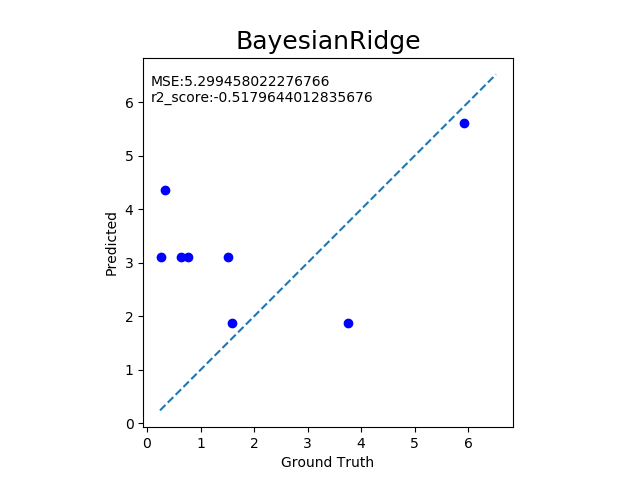 BayesianRidge
MSE:5.299458022276766
r2_score:-0.5179644012835676
6
5
4
3
2
1
0
Predicted
0 1 2 3 4 5 6
Ground Truth